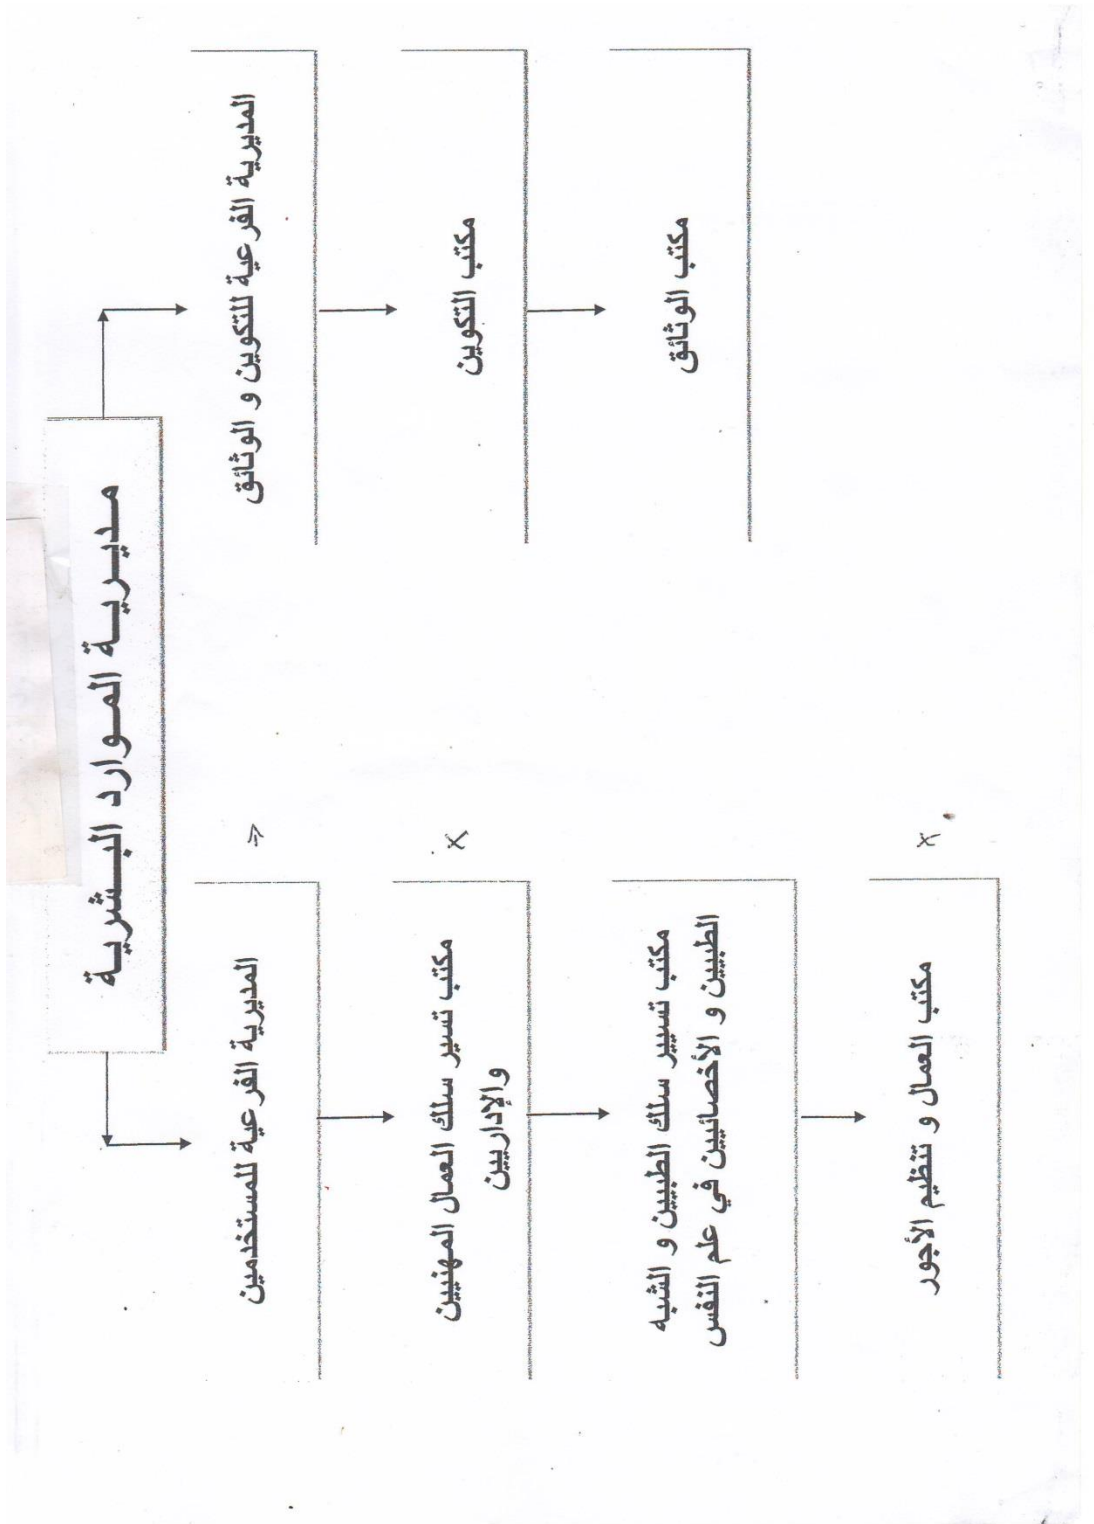 مديرية الموارد البشرية
المديرية الفرعية للتكوين و الوثائق
مكتب التكوين
مكتب الوثائق
المديرية الفرعية للمستخدمين
مكتب تسير سلك العمال المهنيين
والإداريين
مكتب تسيير سلك الطبيين و الشبه
الطبيين و الأخصائيين في علم النفس
مكتب العمال و تنظيم الأجور